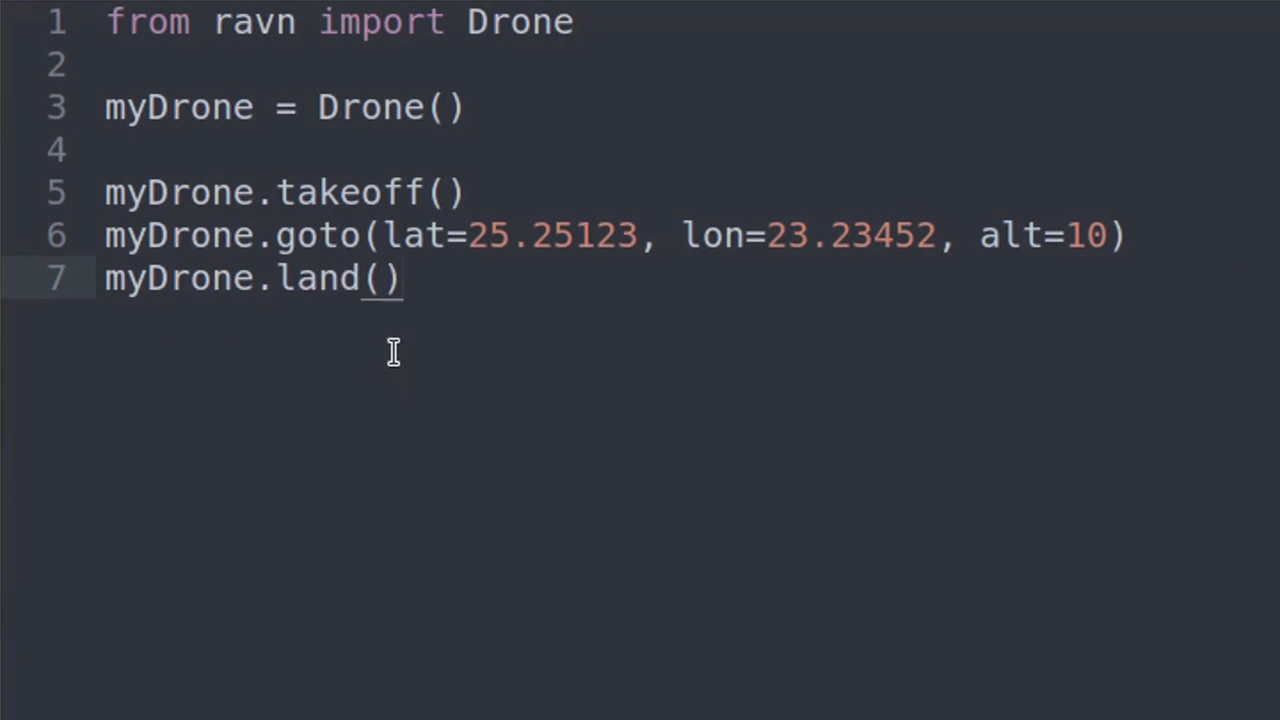 1 from ravn import Drone
2
3 myDrone = Drone()
4
5 myDrone.takeoff()
6 myDrone.goto(lat=25.25123, lon=23.23452, alt=10)
7 myDrone.land()